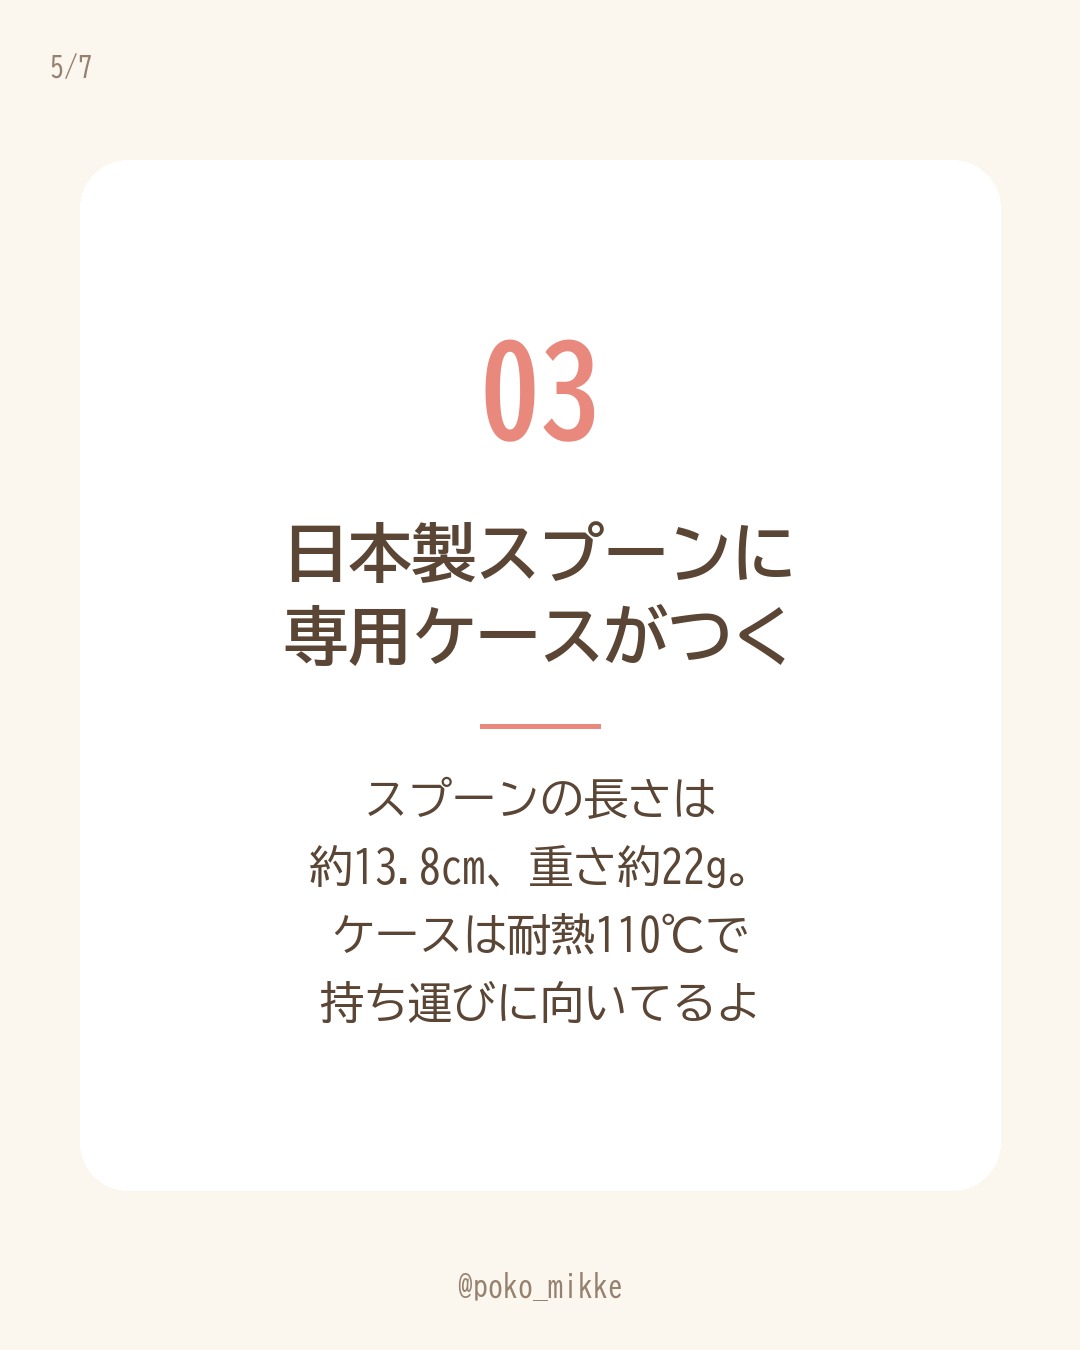 5/7
03
日本製スプーンに
専用ケースがつく
スプーンの長さは
約13.8cm、重さ約22g。
ケースは耐熱110℃で
持ち運びに向いてるよ
@poko_mikke